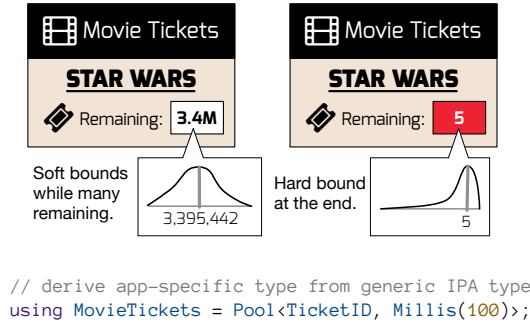 Movie Tickets
STAR WARS
Remaining: 3.4M
Soft bounds
while many
remaining.
3,395,442
Movie Tickets
STAR WARS
Remaining: 5
Hard bound
at the end.
5
// derive app-specific type from generic IPA type
using MovieTickets = Pool<TicketID, Millis(100)>;